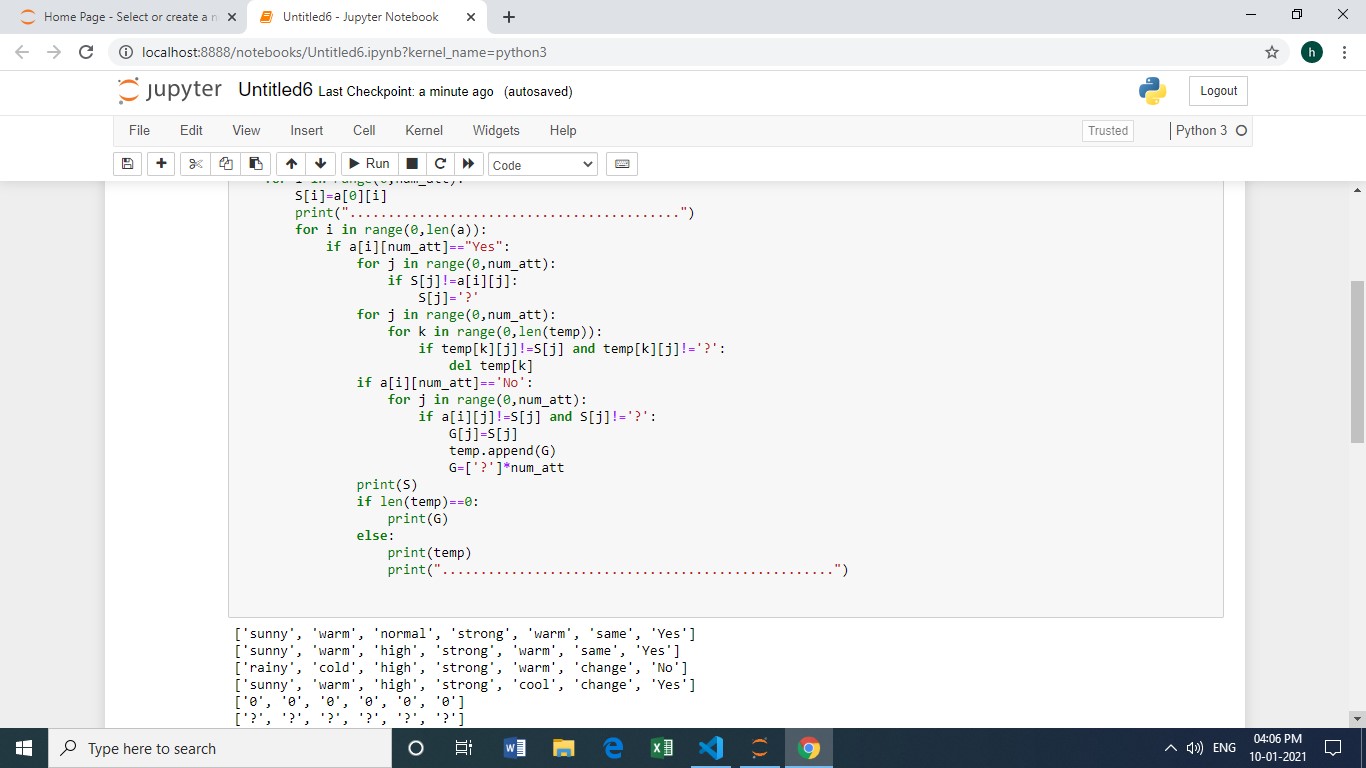 Home Page - Select or create a n
Untitled6 - Jupyter Notebook
localhost:8888/notebooks/Untitled6.ipynb?kernel_name=python3
h
jupyter Untitled6 Last Checkpoint: a minute ago (autosaved)
Logout
File Edit View Insert Cell Kernel Widgets Help
Trusted
Python 3
Run
Code
for i in range(0,num_att):
S[i]=a[0][i]
print("...........................................")
for i in range(0,len(a)):
if a[i][num_att]=="Yes":
for j in range(0,num_att):
if S[j]!=a[i][j]:
S[j]='?'
for j in range(0,num_att):
for k in range(0,len(temp)):
if temp[k][j]!=S[j] and temp[k][j]!='?':
del temp[k]
if a[i][num_att]=='No':
for j in range(0,num_att):
if a[i][j]!=S[j] and S[j]!='?':
G[j]=S[j]
temp.append(G)
G=['?']*num_att
print(S)
if len(temp)==0:
print(G)
else:
print(temp)
print("...................................................")
['sunny', 'warm', 'normal', 'strong', 'warm', 'same', 'Yes']
['sunny', 'warm', 'high', 'strong', 'warm', 'same', 'Yes']
['rainy', 'cold', 'high', 'strong', 'warm', 'change', 'No']
['sunny', 'warm', 'high', 'strong', 'cool', 'change', 'Yes']
['0', '0', '0', '0', '0', '0']
['?', '?', '?', '?', '?', '?']
Type here to search
ENG
04:06 PM
10-01-2021